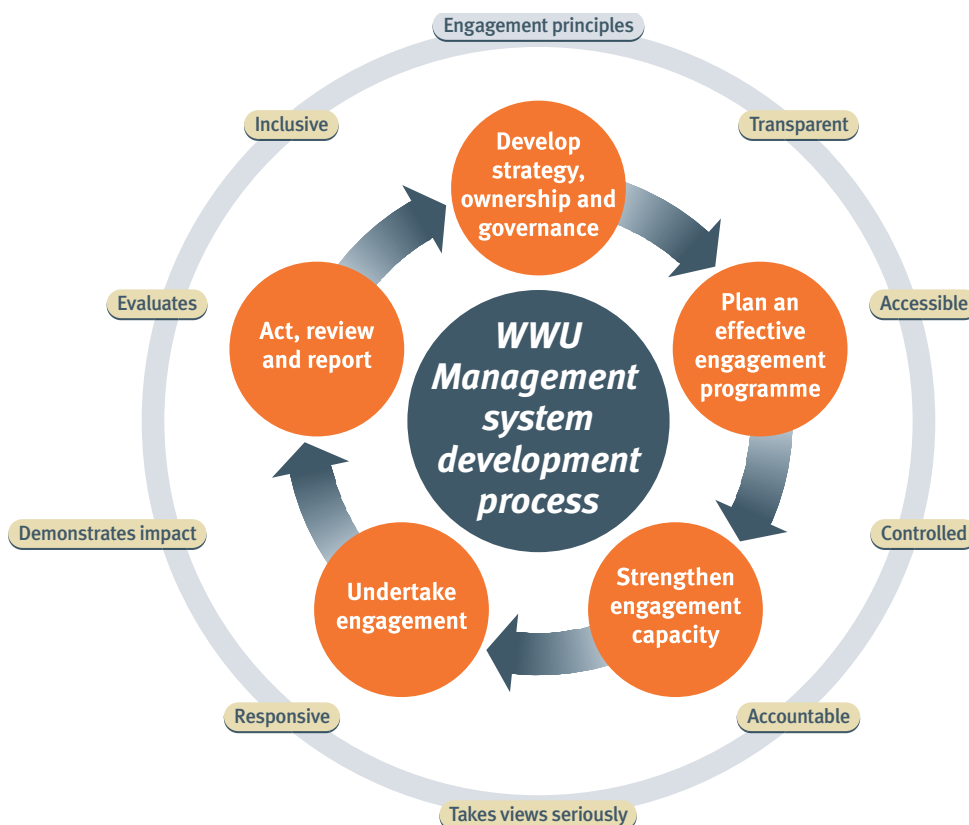 Engagement principles
Inclusive
Transparent
Develop
strategy,
ownership and
governance
Evaluates
Accessible
Act, review
and report
Plan an
effective
engagement
programme
WWU
Management
system
development
process
Demonstrates impact
Controlled
Undertake
engagement
Strengthen
engagement
capacity
Responsive
Accountable
Takes views seriously